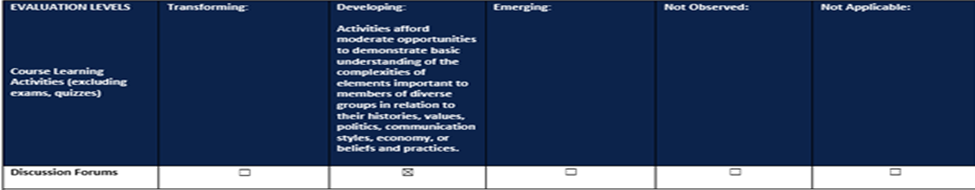 EVALUATION LEVELS
Transforming:
Developing:
Emerging:
Not Observed:
Not Applicable:
Course Learning
Activities (excluding
exams, quizzes)
Activities afford
moderate opportunities
to demonstrate basic
understanding of the
complexities of
elements important to
members of diverse
groups in relation to
their histories, values,
politics, communication
styles, economy, or
beliefs and practices.
Discussion Forums
☐
☒
☐
☐
☐